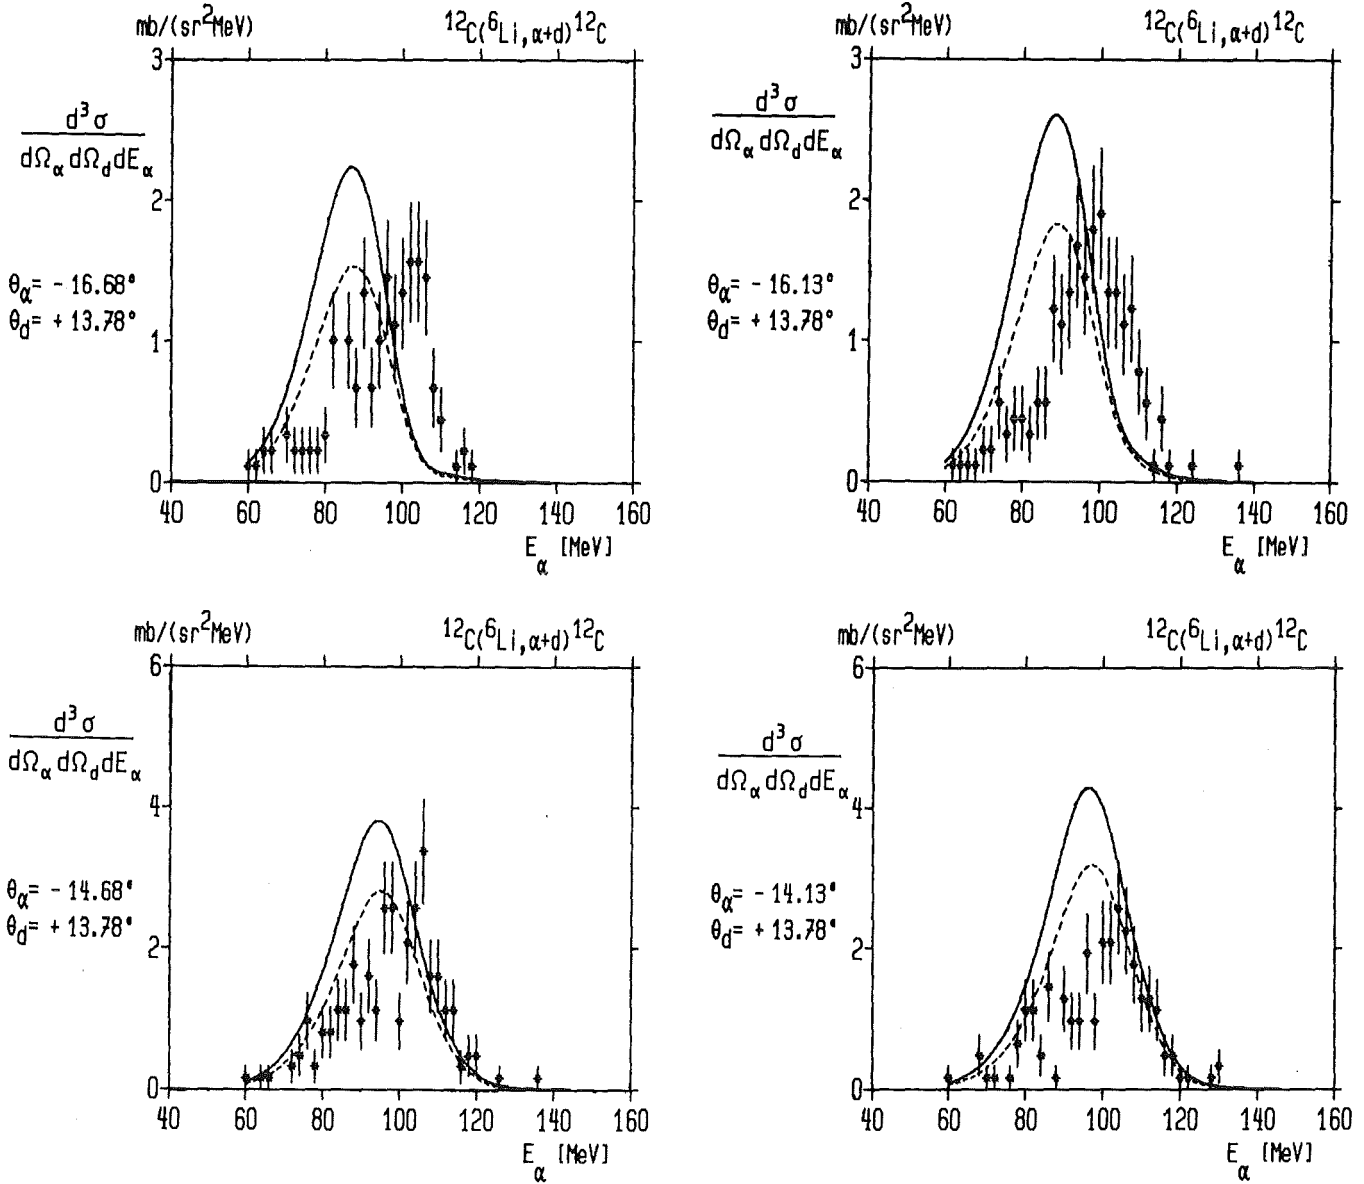 mb/(sr²MeV) ¹²C(⁶Li,α+d)¹²C
3
d³σ
dΩα dΩd dEα
2
θα= - 16.68°
θd= + 13.78°
1
0
40 60 80 100 120 140 160
Eα [MeV]
mb/(sr²MeV) ¹²C(⁶Li,α+d)¹²C
3
d³σ
dΩα dΩd dEα
2
θα= - 16.13°
θd= + 13.78°
1
0
40 60 80 100 120 140 160
Eα [MeV]
mb/(sr²MeV) ¹²C(⁶Li,α+d)¹²C
6
d³σ
dΩα dΩd dEα
4
θα= - 14.68°
θd= + 13.78°
2
0
40 60 80 100 120 140 160
Eα [MeV]
mb/(sr²MeV) ¹²C(⁶Li,α+d)¹²C
6
d³σ
dΩα dΩd dEα
4
θα= - 14.13°
θd= + 13.78°
2
0
40 60 80 100 120 140 160
Eα [MeV]